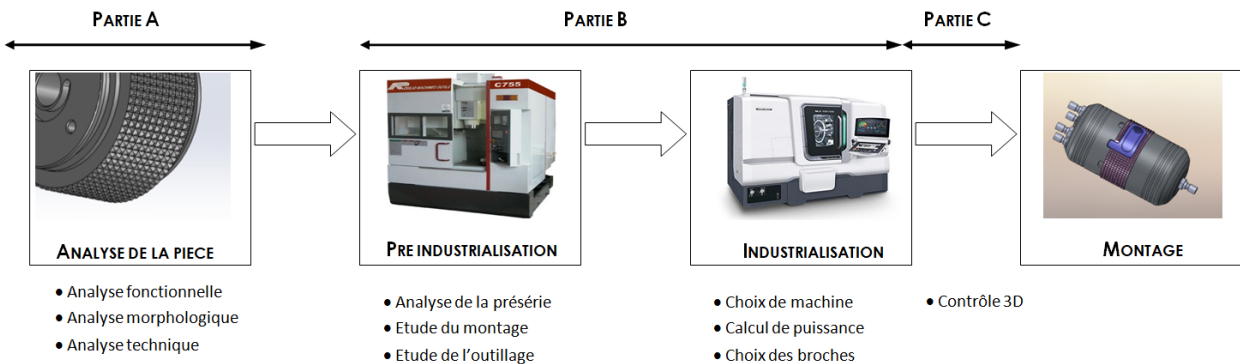 PARTIE A
PARTIE B
PARTIE C
C755
ANALYSE DE LA PIECE
PRE INDUSTRIALISATION
INDUSTRIALISATION
MONTAGE
• Analyse fonctionnelle
• Analyse morphologique
• Analyse technique
• Analyse de la présérie
• Etude du montage
• Etude de l'outillage
• Choix de machine
• Calcul de puissance
• Choix des broches
• Contrôle 3D